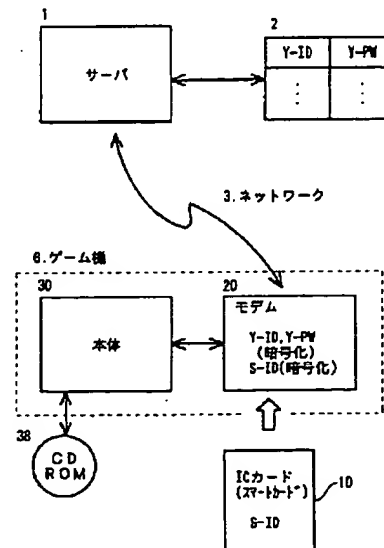 1
サーバ
2
Y-ID Y-PW
3.ネットワーク
6.ゲーム機
30
本体
20
モデム
Y-ID,Y-PW
(暗号化)
S-ID(暗号化)
38
CD
ROM
ICカード
(スマートカード)
S-ID
10